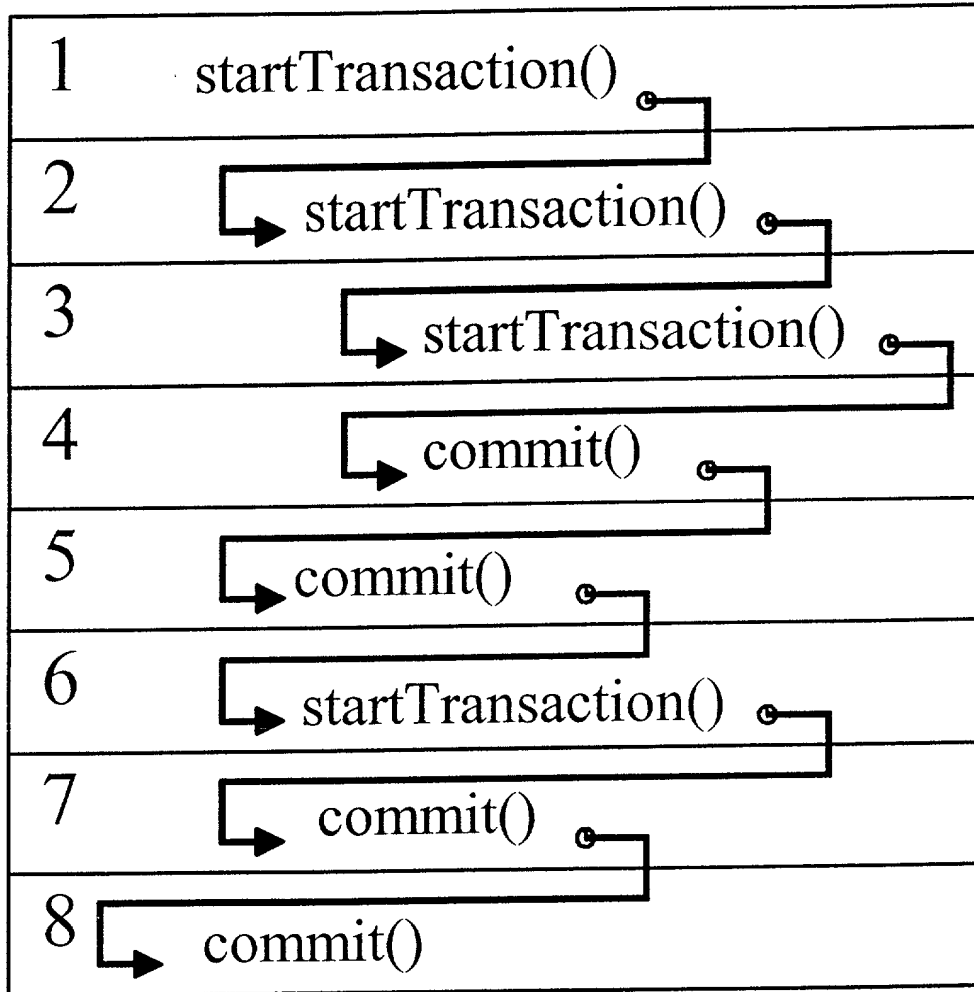 1 startTransaction()
2 startTransaction()
3 startTransaction()
4 commit()
5 commit()
6 startTransaction()
7 commit()
8 commit()